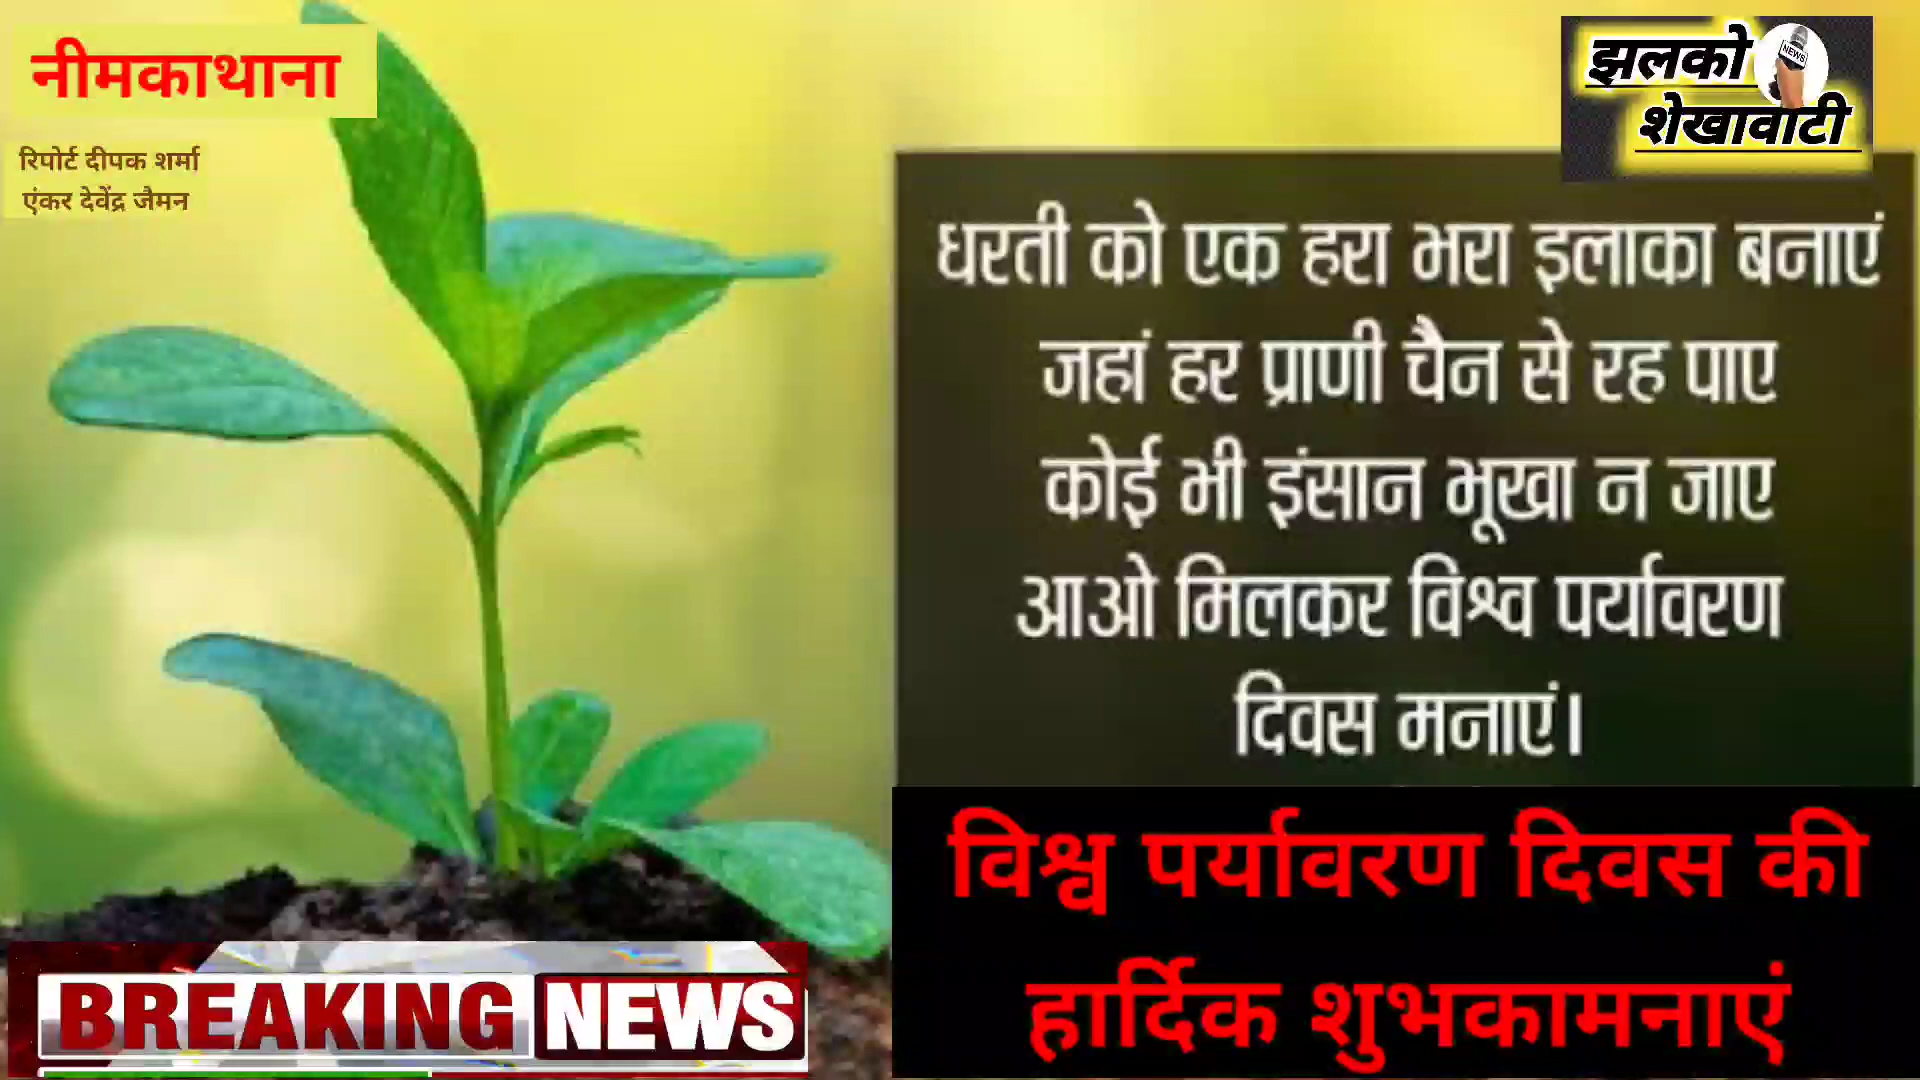 नीमकाथाना
रिपोर्ट दीपक शर्मा
एंकर देवेंद्र जैमन
झलको
NEWS
शेखावाटी
धरती को एक हरा भरा इलाका बनाएं
जहां हर प्राणी चैन से रह पाए
कोई भी इंसान भूखा न जाए
आओ मिलकर विश्व पर्यावरण
दिवस मनाएं।
विश्व पर्यावरण दिवस की
हार्दिक शुभकामनाएं
BREAKING NEWS